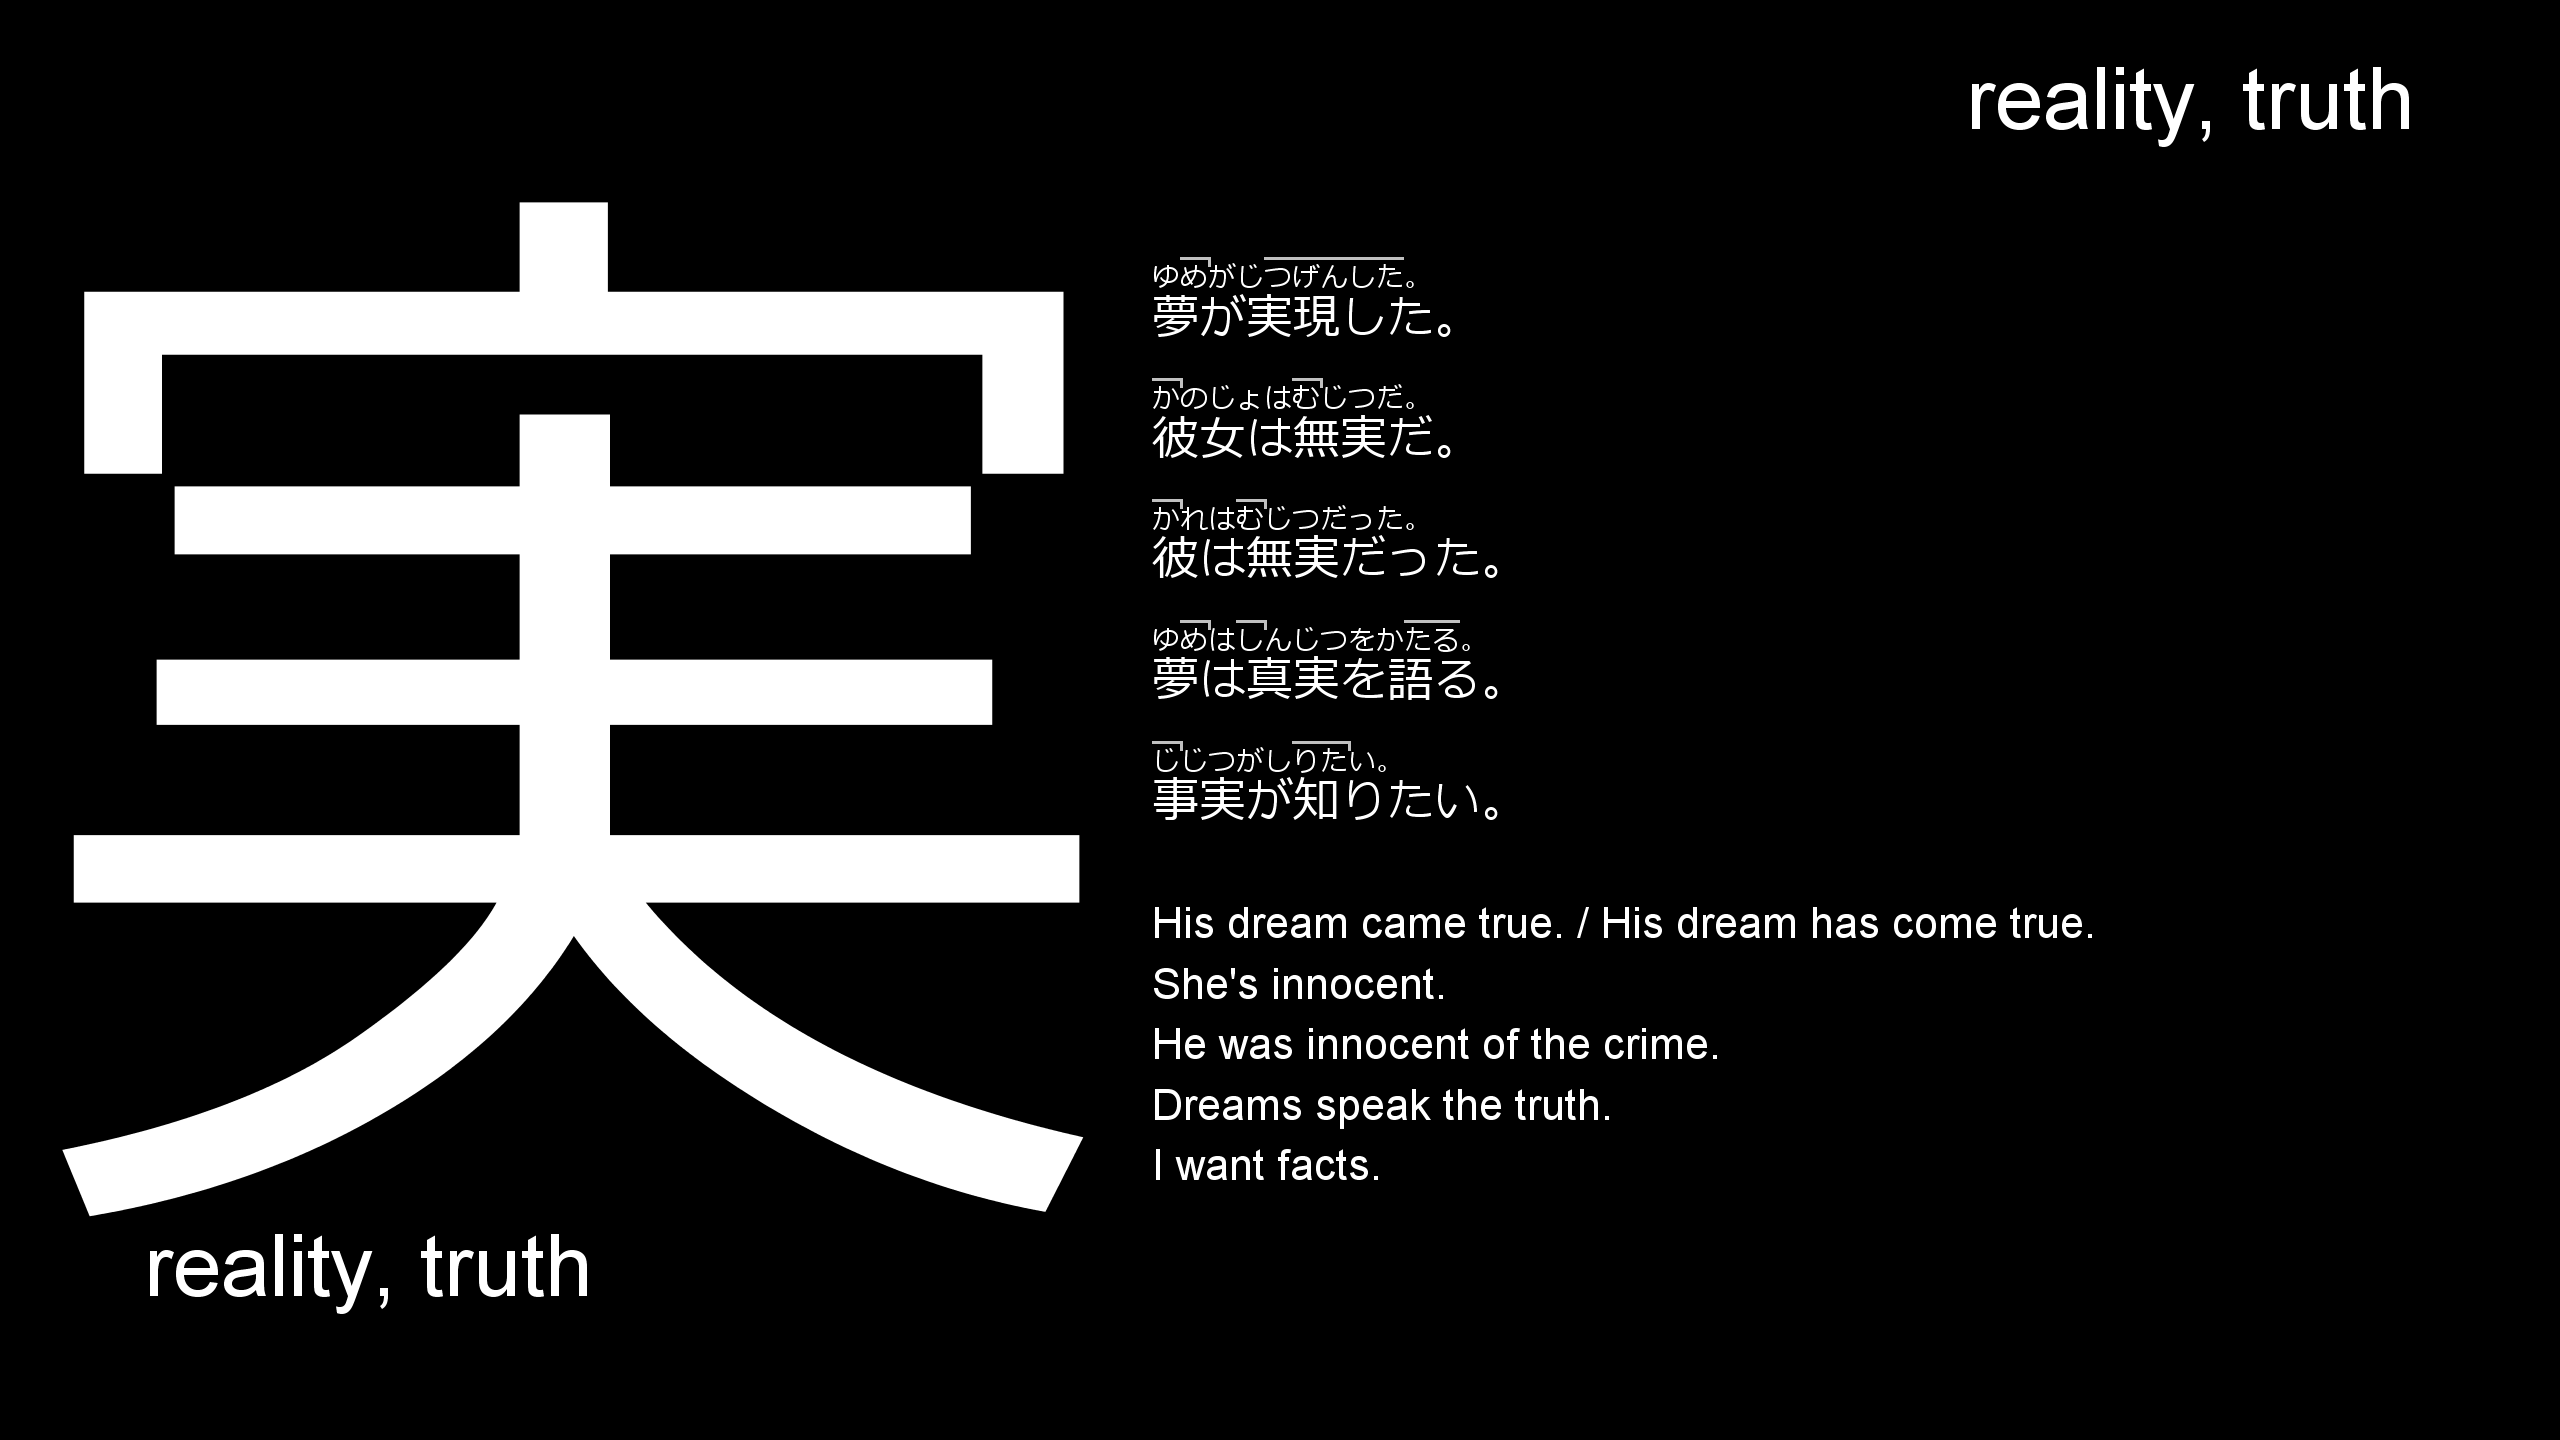 reality, truth
実
ゆめがじつげんした。
夢が実現した。
かのじょはむじつだ。
彼女は無実だ。
かれはむじつだった。
彼は無実だった。
ゆめはしんじつをかたる。
夢は真実を語る。
じじつがしりたい。
事実が知りたい。
His dream came true. / His dream has come true.
She's innocent.
He was innocent of the crime.
Dreams speak the truth.
I want facts.
reality, truth